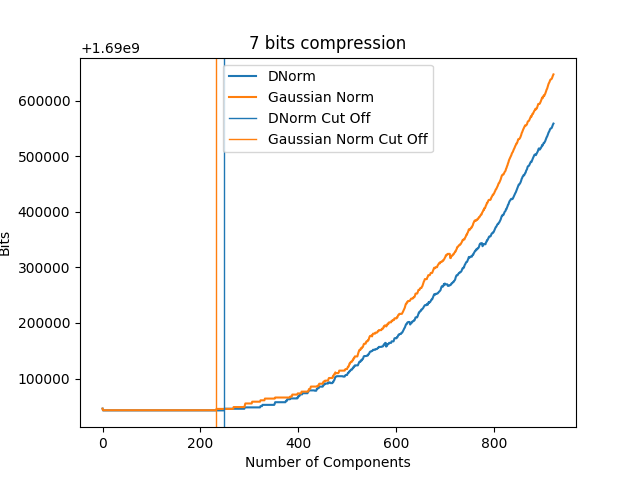 7 bits compression
+1.69e9
600000
500000
400000
300000
200000
100000
Bits
0
200
400
600
800
Number of Components
DNorm
Gaussian Norm
DNorm Cut Off
Gaussian Norm Cut Off